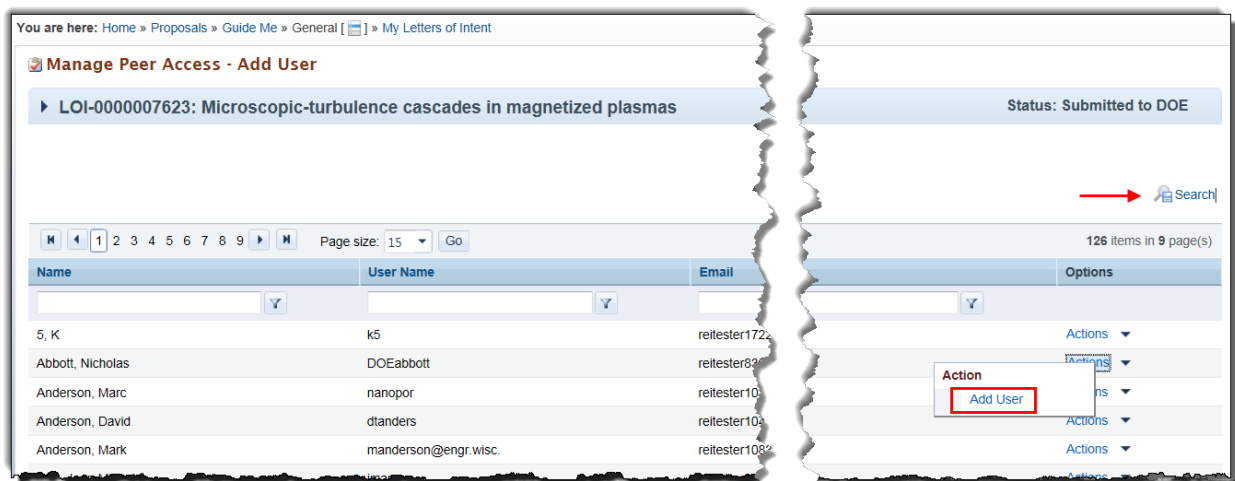 You are here: Home » Proposals » Guide Me » General [ ] » My Letters of Intent
Manage Peer Access - Add User
LOI-0000007623: Microscopic-turbulence cascades in magnetized plasmas Status: Submitted to DOE
Search
1 2 3 4 5 6 7 8 9 Page size: 15 Go 126 items in 9 page(s)
Name User Name Email Options
5, K k5 reitester1722 Actions
Abbott, Nicholas DOEabbott Actions
Action
Add User
Anderson, Marc nanopor
Anderson, David dtanders Actions
Anderson, Mark manderson@engr.wisc. Actions